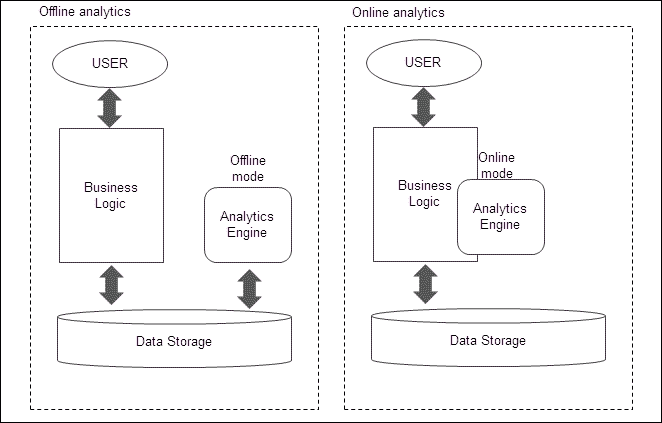 Offline analytics
USER
Business
Logic
Offline
mode
Analytics
Engine
Data Storage
Online analytics
USER
Business
Logic
Online
mode
Analytics
Engine
Data Storage